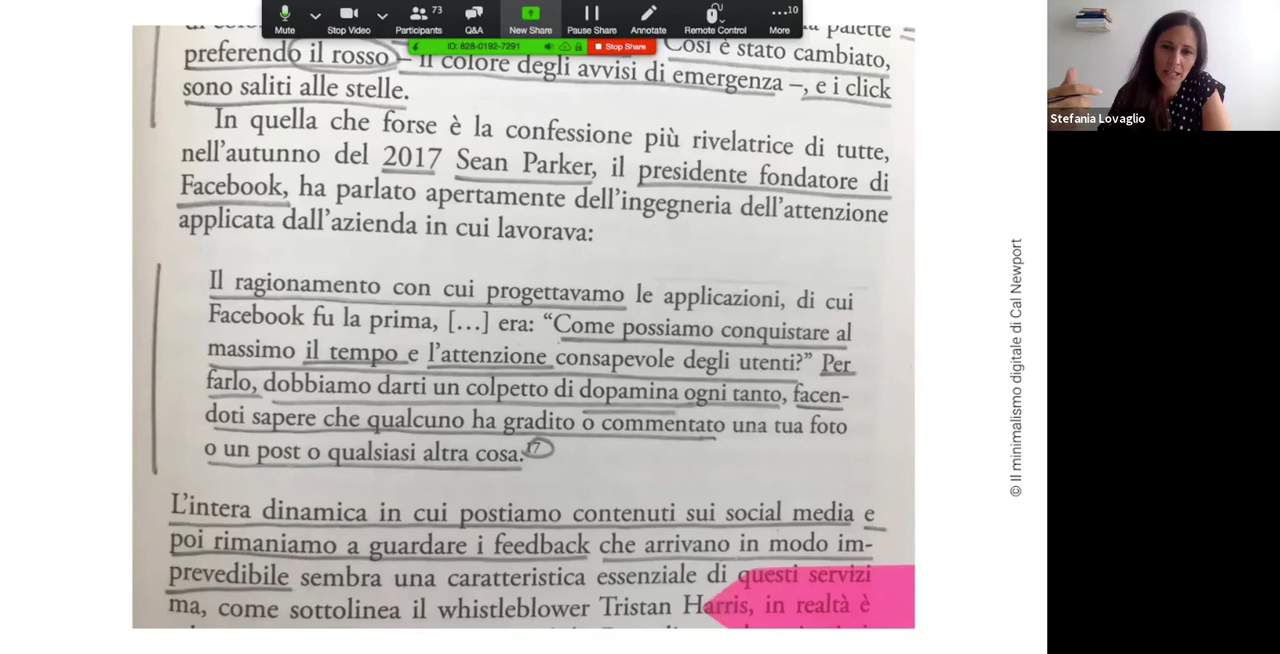 10
73
Mute
Stop Video
Participants
Q&A
New Share
Pause Share
Annotate
Remote Control
More
ID: 828-0192-7291
Stop Share
palette
preferendo il rosso – il colore degli avvisi di emergenza –, e i click
Così è stato cambiato,
sono saliti alle stelle.
In quella che forse è la confessione più rivelatrice di tutte,
nell'autunno del 2017 Sean Parker, il presidente fondatore di
Facebook, ha parlato apertamente dell'ingegneria dell'attenzione
applicata dall'azienda in cui lavorava:
Il ragionamento con cui progettavamo le applicazioni, di cui
Facebook fu la prima, [...] era: “Come possiamo conquistare al
massimo il tempo e l'attenzione consapevole degli utenti?” Per
farlo, dobbiamo darti un colpetto di dopamina ogni tanto, facen-
doti sapere che qualcuno ha gradito o commentato una tua foto
o un post o qualsiasi altra cosa.17
L'intera dinamica in cui postiamo contenuti sui social media e
poi rimaniamo a guardare i feedback che arrivano in modo im-
prevedibile sembra una caratteristica essenziale di questi servizi
ma, come sottolinea il whistleblower Tristan Harris, in realtà è
© Il minimalismo digitale di Cal Newport
Stefania Lovaglio